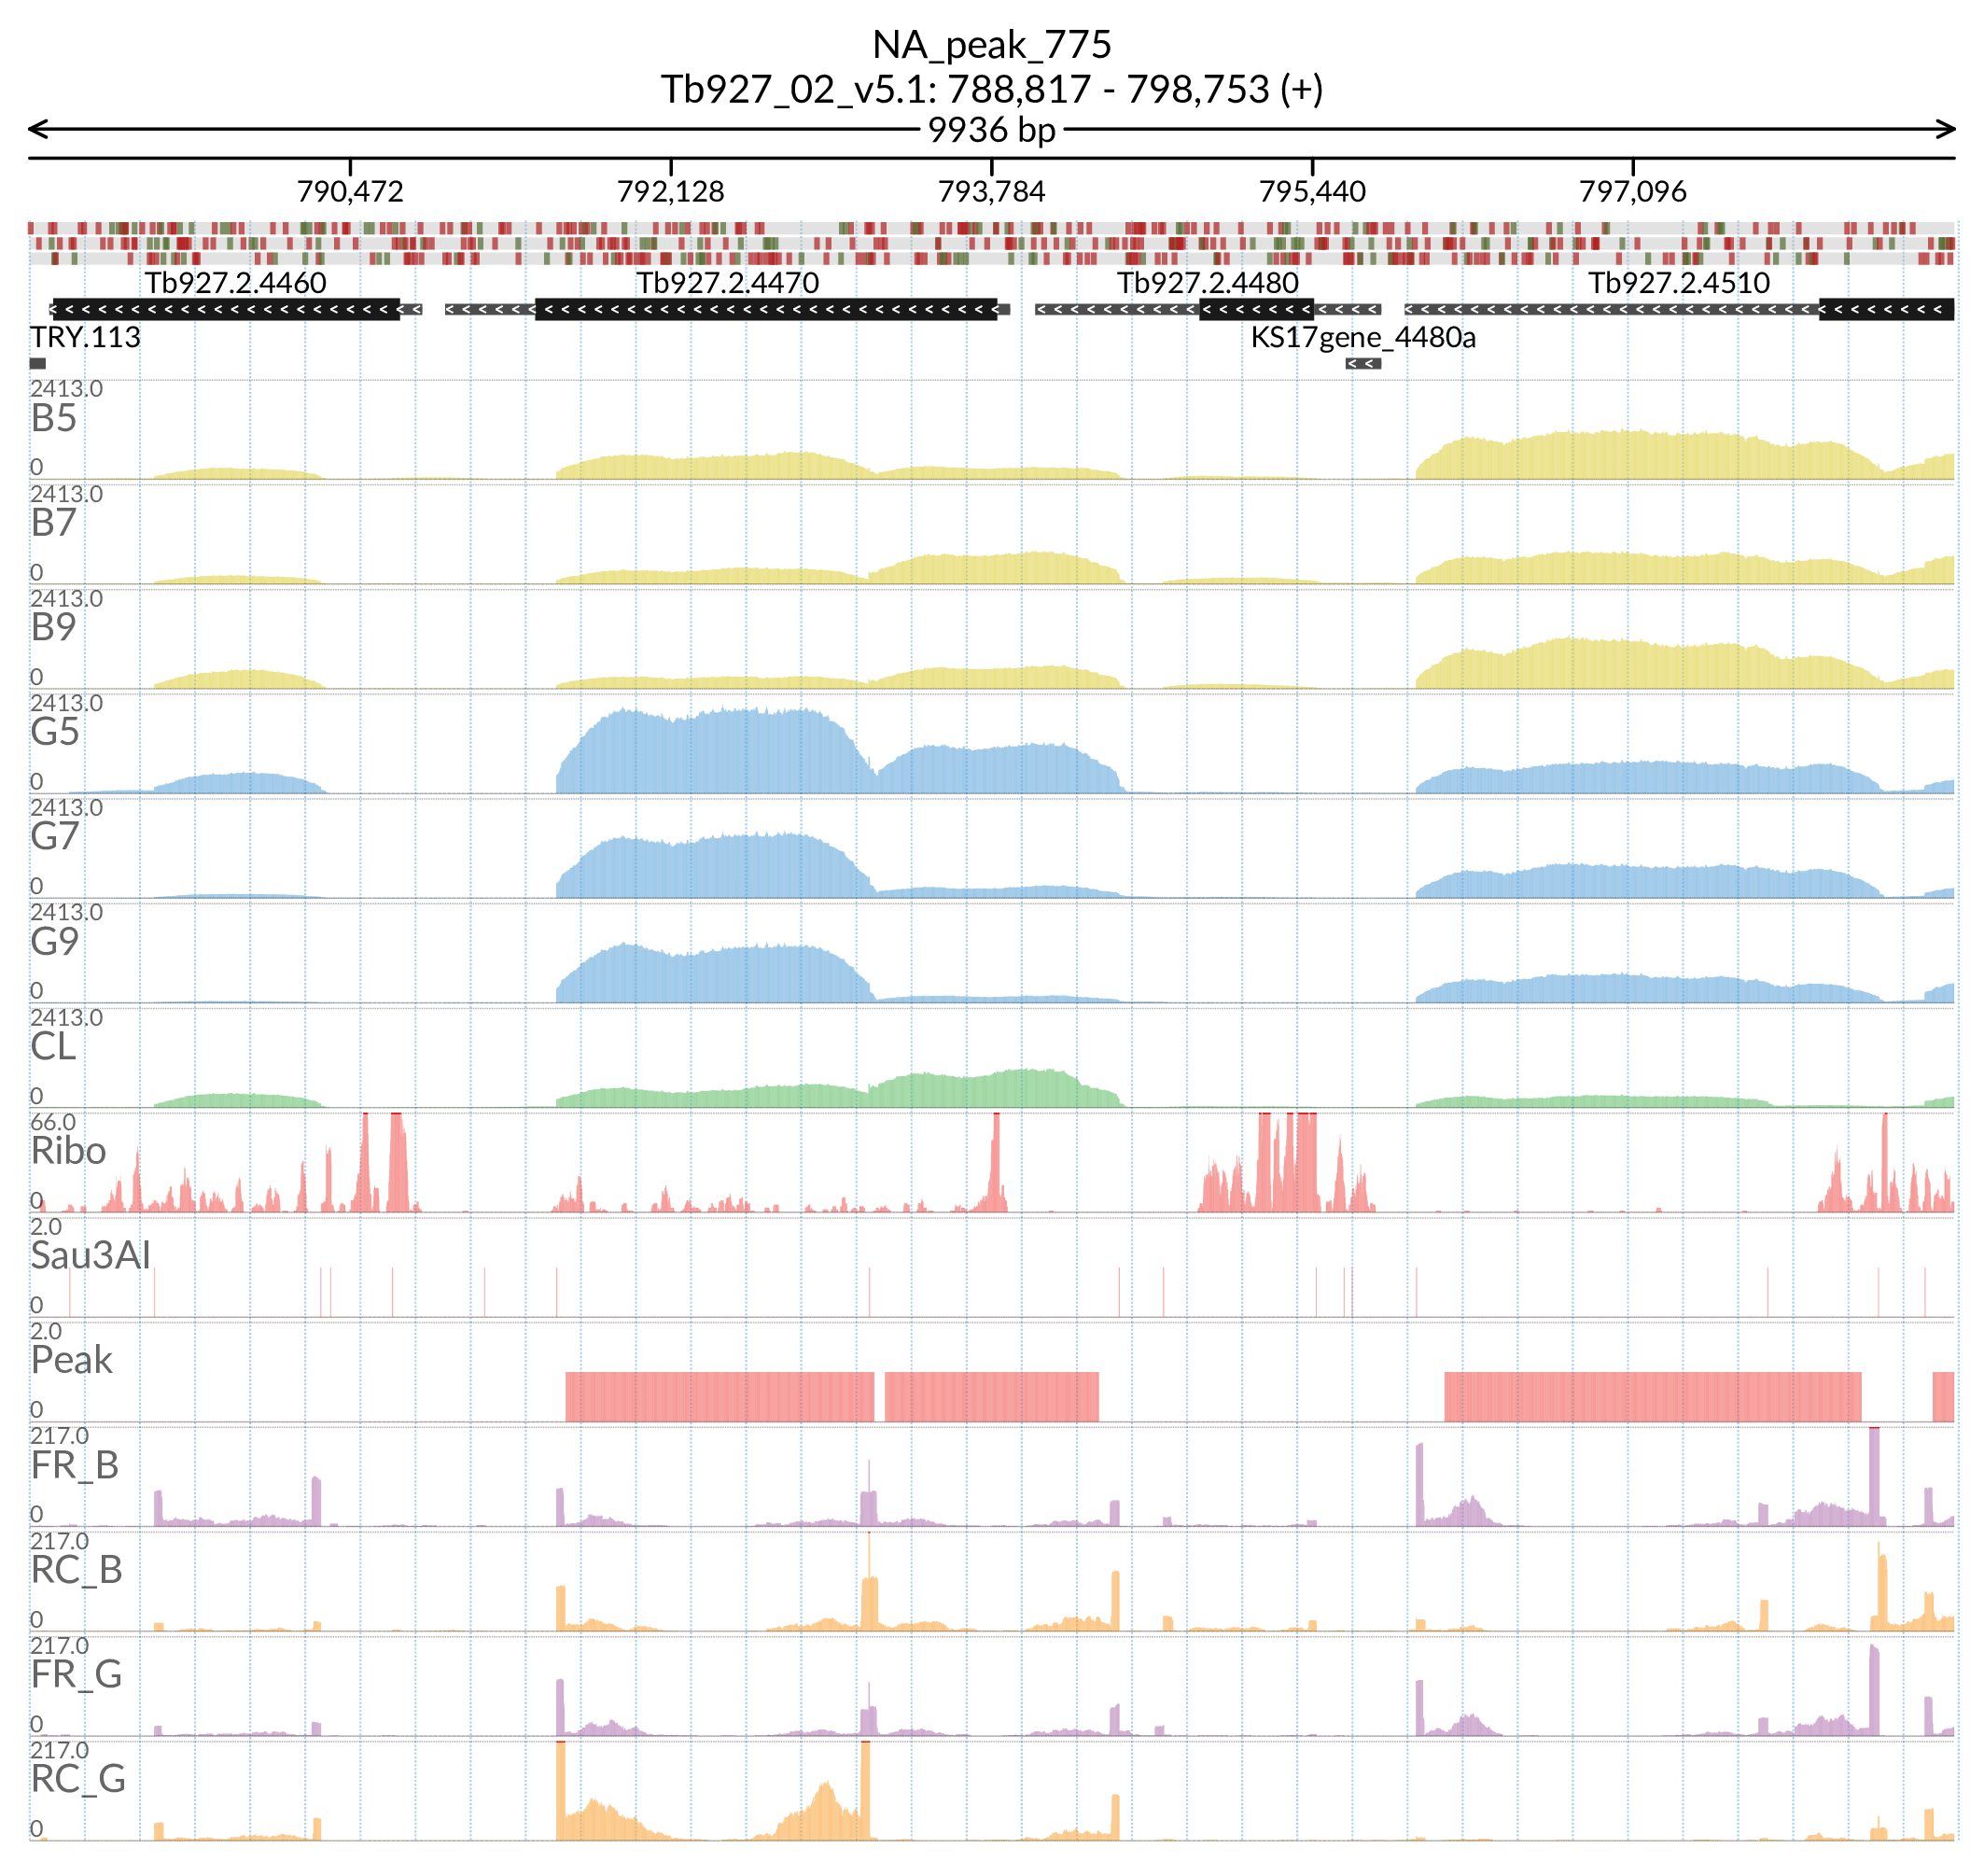 NA_peak_775
Tb927_02_v5.1: 788,817 - 798,753 (+)
9936 bp
790,472 792,128 793,784 795,440 797,096
Tb927.2.4460 Tb927.2.4470 Tb927.2.4480 Tb927.2.4510
TRY.113 KS17gene_4480a
2413.0
B5
0
2413.0
B7
0
2413.0
B9
0
2413.0
G5
0
2413.0
G7
0
2413.0
G9
0
2413.0
CL
0
66.0
Ribo
0
2.0
Sau3AI
0
2.0
Peak
0
217.0
FR_B
0
217.0
RC_B
0
217.0
FR_G
0
217.0
RC_G
0